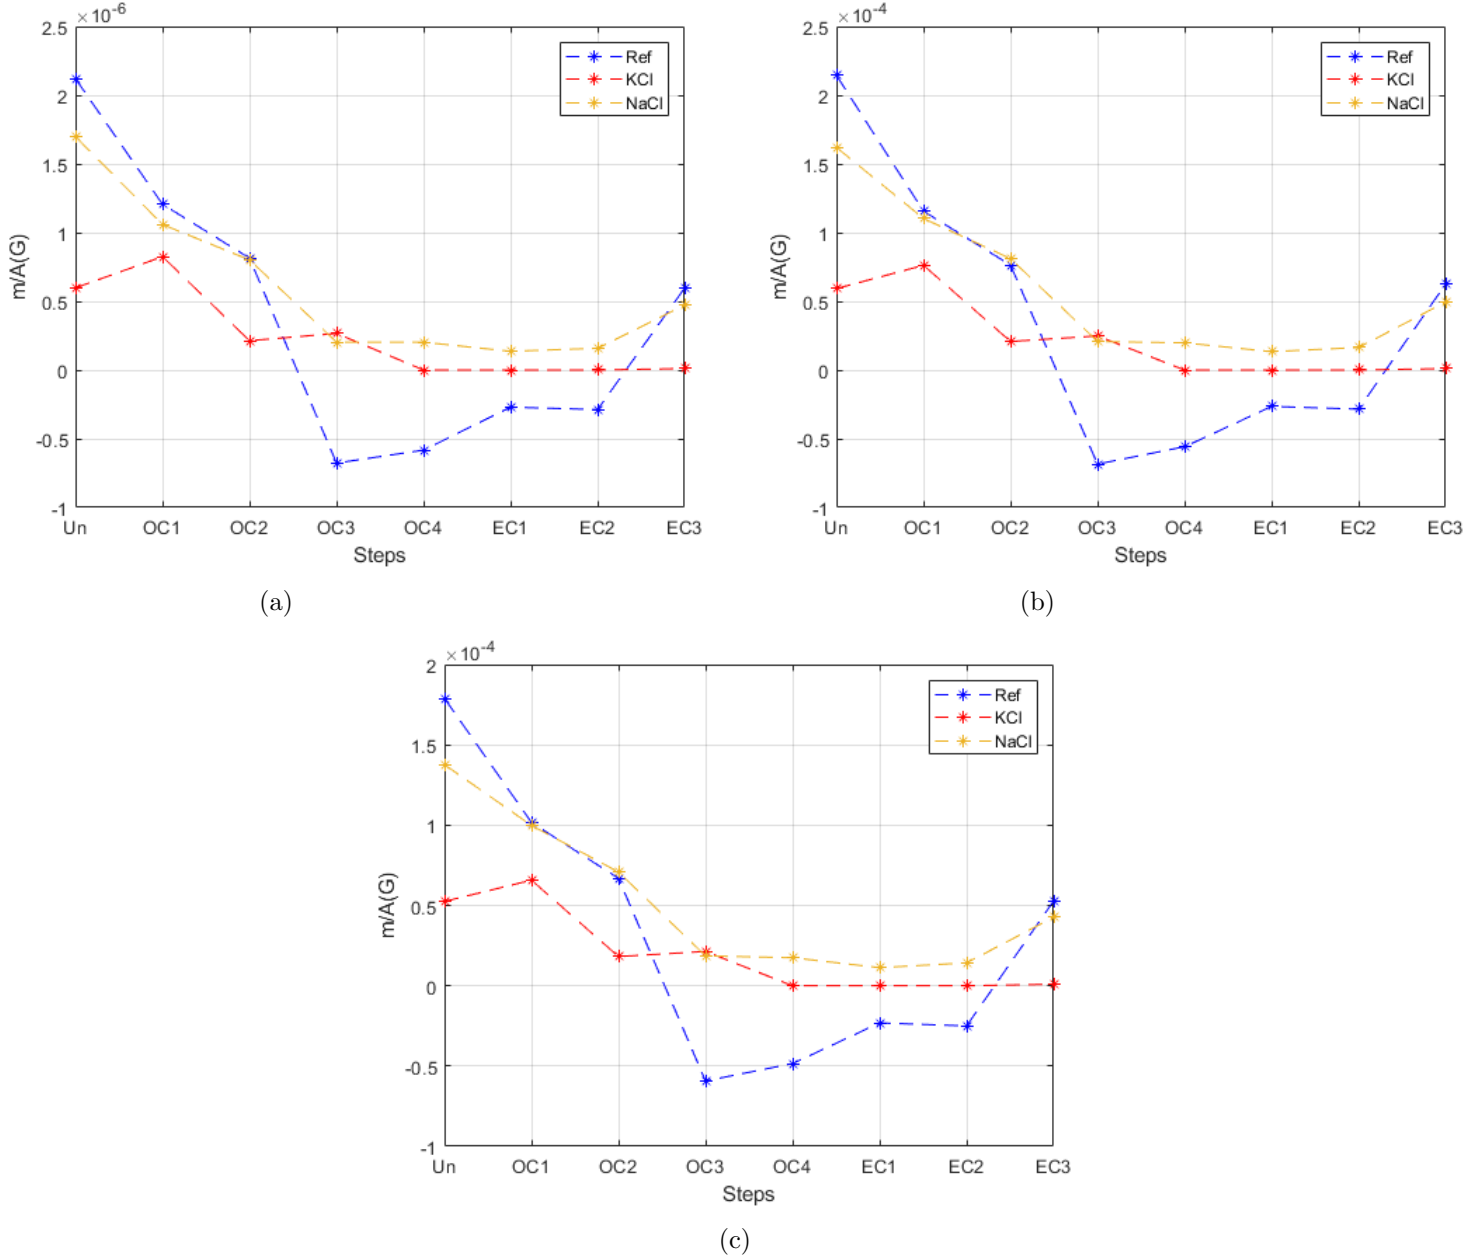 ×10-6
2.5
2
1.5
1
0.5
0
-0.5
-1
m/A(G)
Un OC1 OC2 OC3 OC4 EC1 EC2 EC3
Steps
Ref
KCl
NaCl
(a)
×10-4
2.5
2
1.5
1
0.5
0
-0.5
-1
m/A(G)
Un OC1 OC2 OC3 OC4 EC1 EC2 EC3
Steps
Ref
KCl
NaCl
(b)
×10-4
2
1.5
1
0.5
0
-0.5
-1
m/A(G)
Un OC1 OC2 OC3 OC4 EC1 EC2 EC3
Steps
Ref
KCl
NaCl
(c)